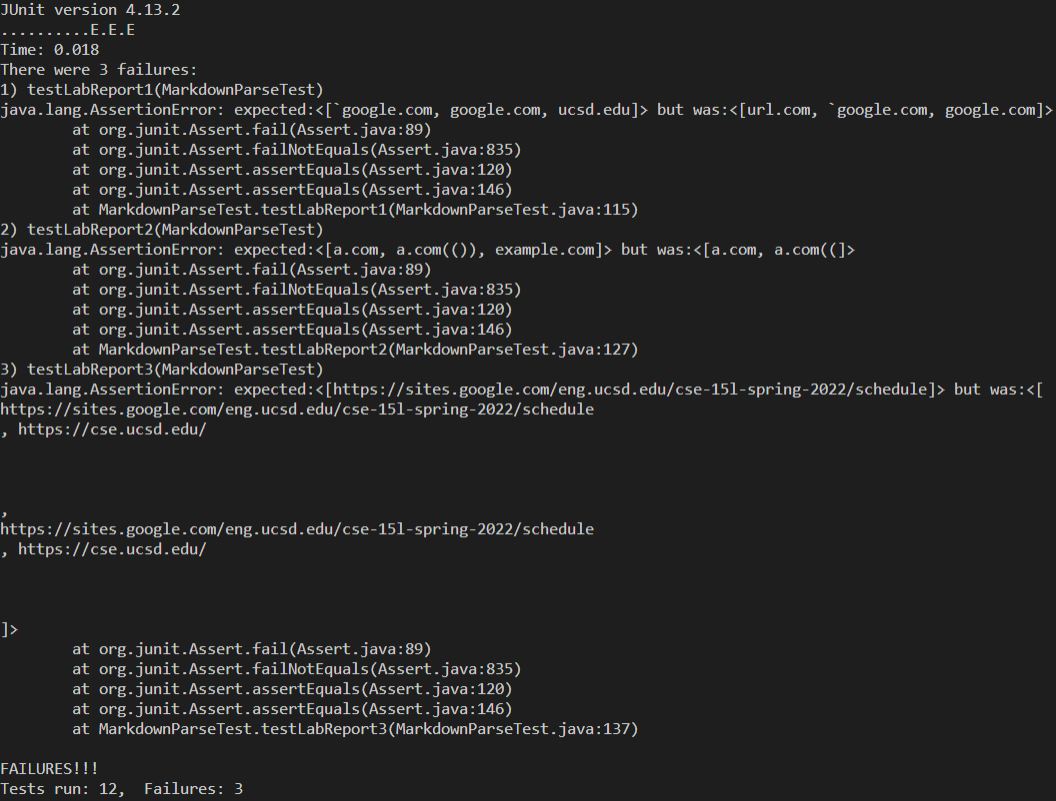 JUnit version 4.13.2
..........E.E.E
Time: 0.018
There were 3 failures:
1) testLabReport1(MarkdownParseTest)
java.lang.AssertionError: expected:<[`google.com, google.com, ucsd.edu]> but was:<[url.com, `google.com, google.com]>
        at org.junit.Assert.fail(Assert.java:89)
        at org.junit.Assert.failNotEquals(Assert.java:835)
        at org.junit.Assert.assertEquals(Assert.java:120)
        at org.junit.Assert.assertEquals(Assert.java:146)
        at MarkdownParseTest.testLabReport1(MarkdownParseTest.java:115)
2) testLabReport2(MarkdownParseTest)
java.lang.AssertionError: expected:<[a.com, a.com(()), example.com]> but was:<[a.com, a.com((]>
        at org.junit.Assert.fail(Assert.java:89)
        at org.junit.Assert.failNotEquals(Assert.java:835)
        at org.junit.Assert.assertEquals(Assert.java:120)
        at org.junit.Assert.assertEquals(Assert.java:146)
        at MarkdownParseTest.testLabReport2(MarkdownParseTest.java:127)
3) testLabReport3(MarkdownParseTest)
java.lang.AssertionError: expected:<[https://sites.google.com/eng.ucsd.edu/cse-15l-spring-2022/schedule]> but was:<[
https://sites.google.com/eng.ucsd.edu/cse-15l-spring-2022/schedule
, https://cse.ucsd.edu/
,
https://sites.google.com/eng.ucsd.edu/cse-15l-spring-2022/schedule
, https://cse.ucsd.edu/
]>
        at org.junit.Assert.fail(Assert.java:89)
        at org.junit.Assert.failNotEquals(Assert.java:835)
        at org.junit.Assert.assertEquals(Assert.java:120)
        at org.junit.Assert.assertEquals(Assert.java:146)
        at MarkdownParseTest.testLabReport3(MarkdownParseTest.java:137)
FAILURES!!!
Tests run: 12,  Failures: 3